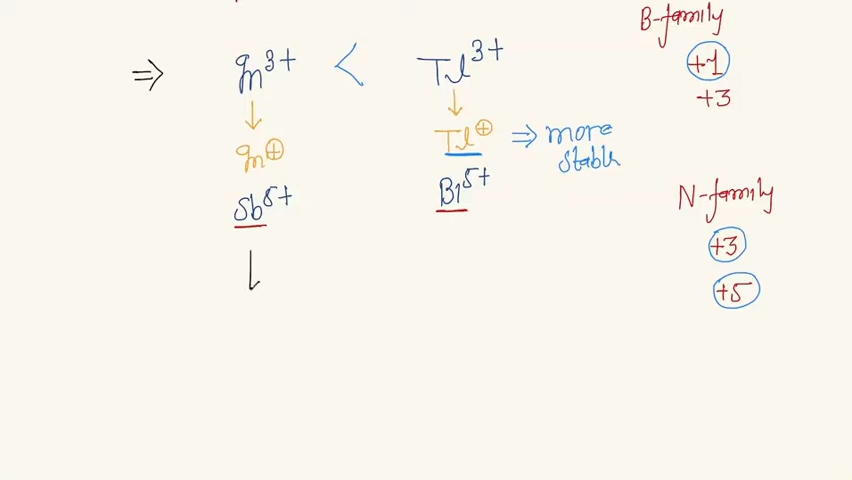 B-family
⇒ In³⁺ < Tl³⁺
+1
+3
↓ ↓
In⊕ Tl⊕ ⇒ more stable
Sb⁵⁺ Bi⁵⁺
N-family
+3
+5